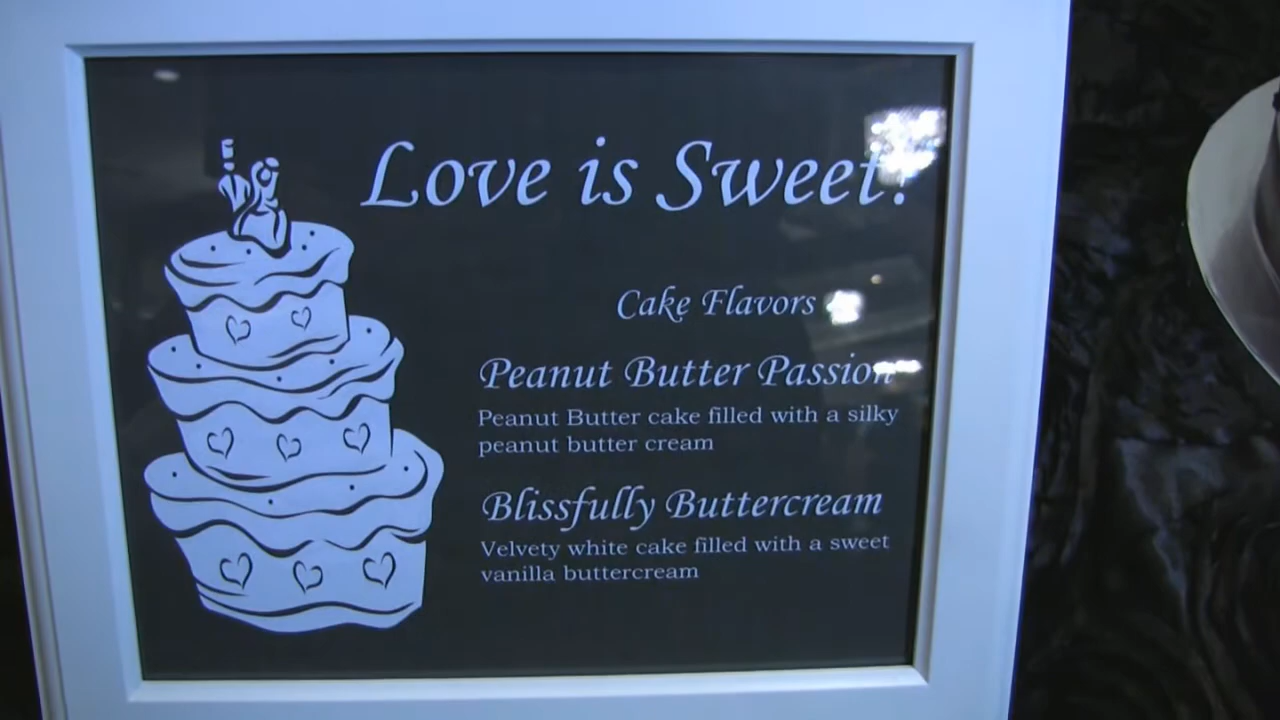 Love is Sweet!
Cake Flavors
Peanut Butter Passion
Peanut Butter cake filled with a silky
peanut butter cream
Blissfully Buttercream
Velvety white cake filled with a sweet
vanilla buttercream